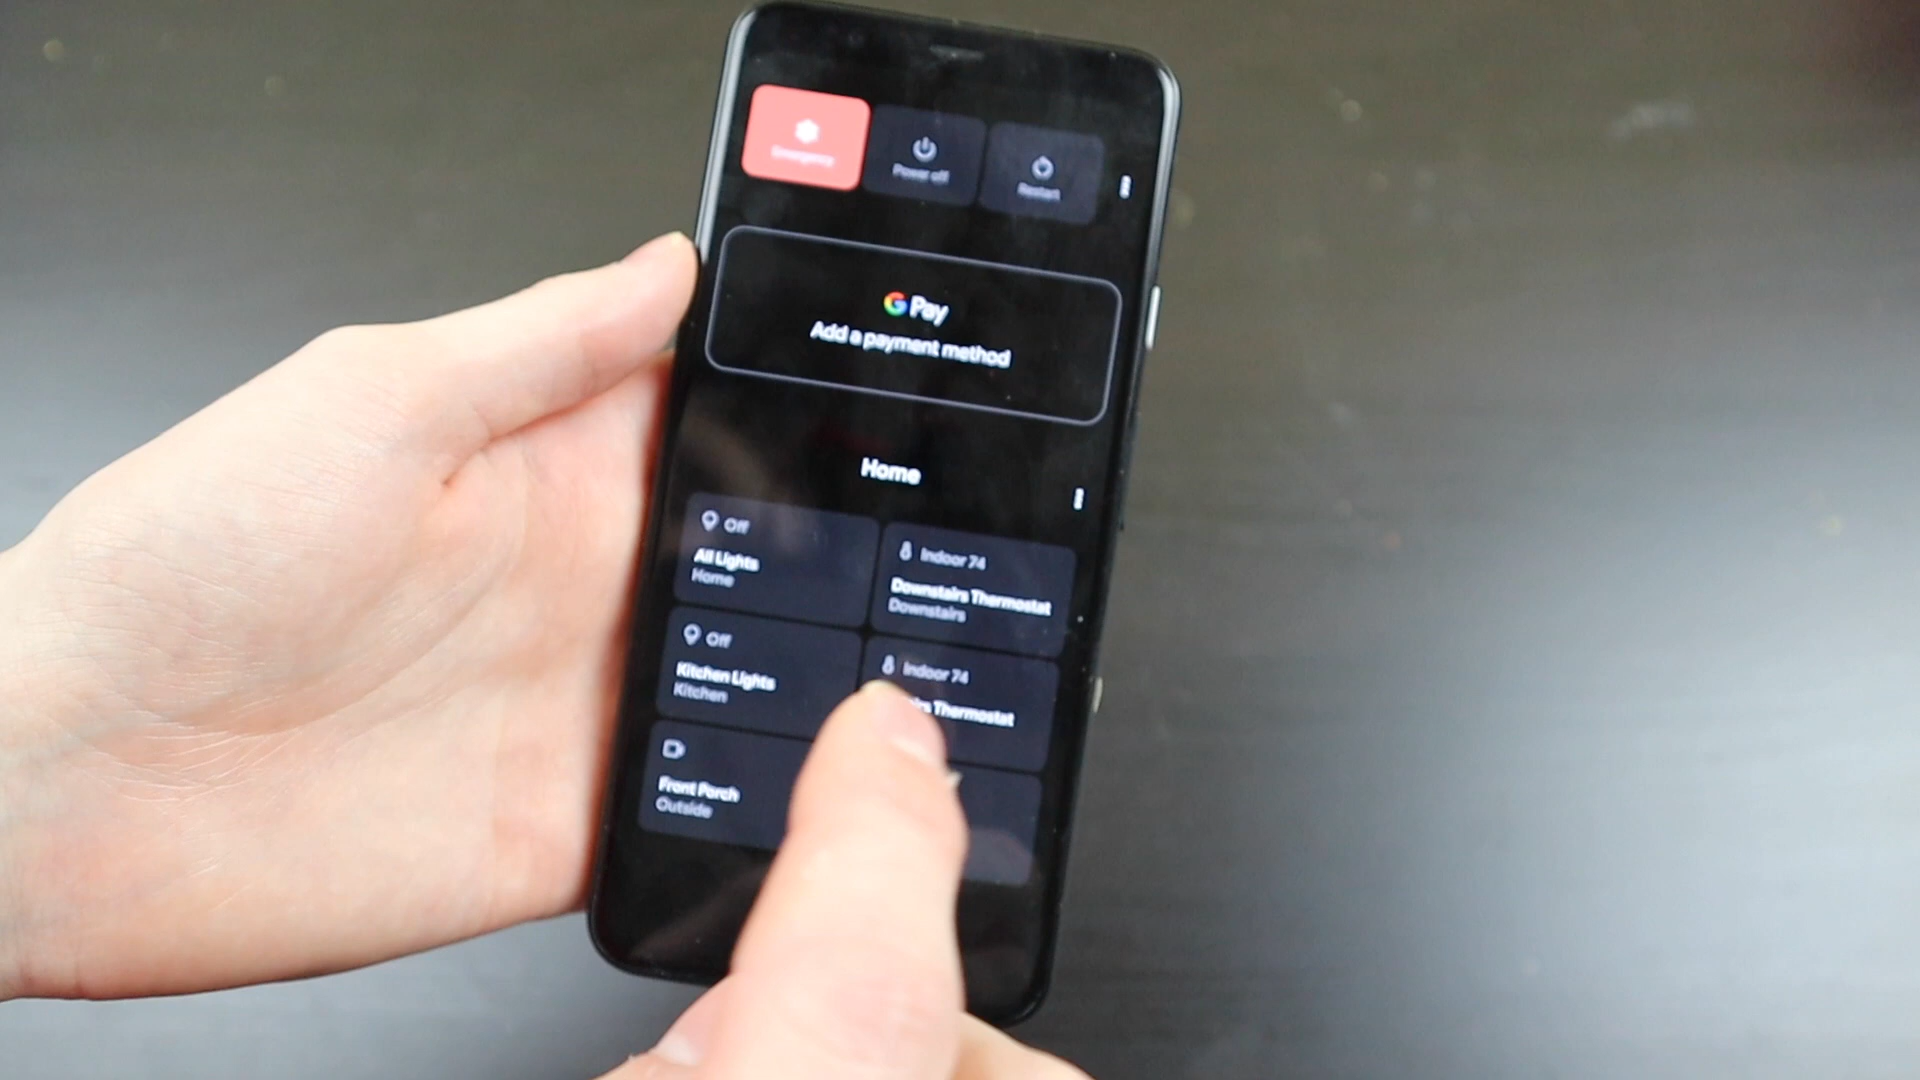 Emergency
Power off
Restart
G Pay
Add a payment method
Home
Off
All Lights
Home
Indoor 74
Downstairs Thermostat
Downstairs
Off
Kitchen Lights
Kitchen
Indoor 74
Thermostat
Front Porch
Outside